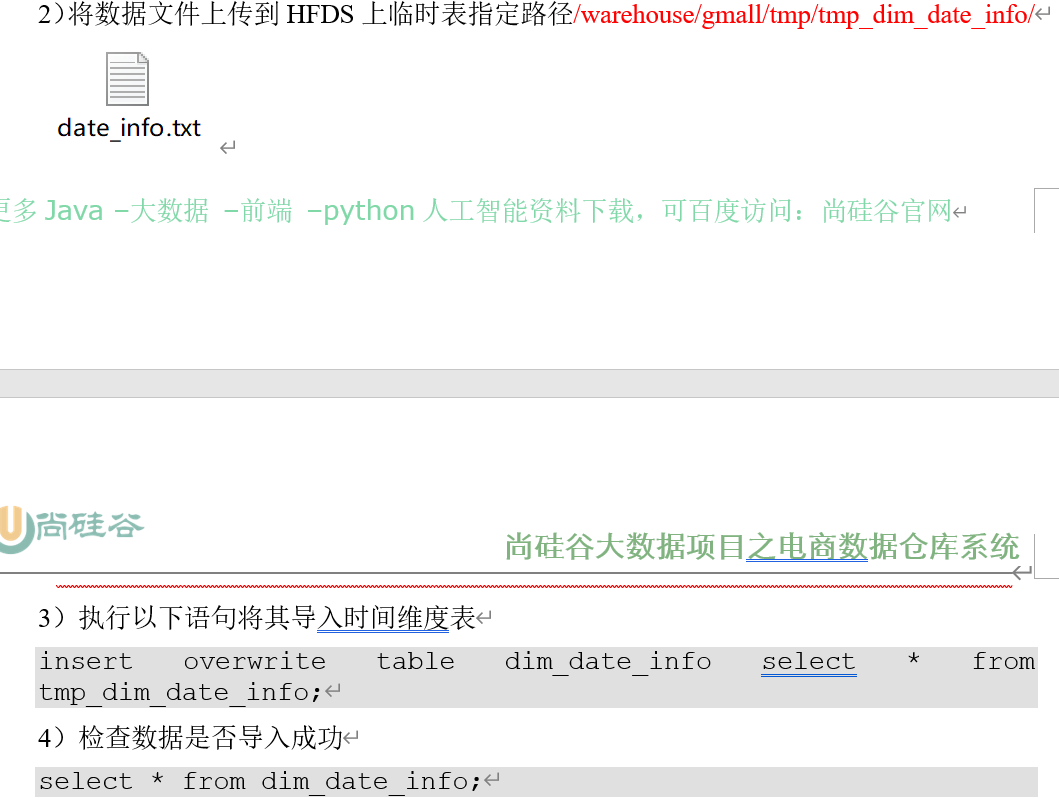 2）将数据文件上传到 HFDS 上临时表指定路径/warehouse/gmall/tmp/tmp_dim_date_info/
date_info.txt
更多 Java –大数据 –前端 –python 人工智能资料下载，可百度访问：尚硅谷官网
尚硅谷
尚硅谷大数据项目之电商数据仓库系统
3）执行以下语句将其导入时间维度表
insert overwrite table dim_date_info select * from
tmp_dim_date_info;
4）检查数据是否导入成功
select * from dim_date_info;